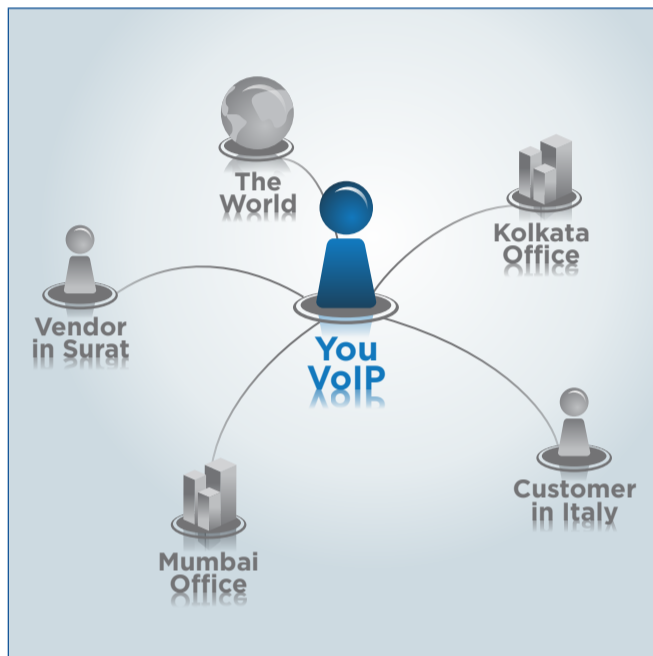 The
World
Kolkata
Office
Vendor
in Surat
You
VoIP
Customer
in Italy
Mumbai
Office